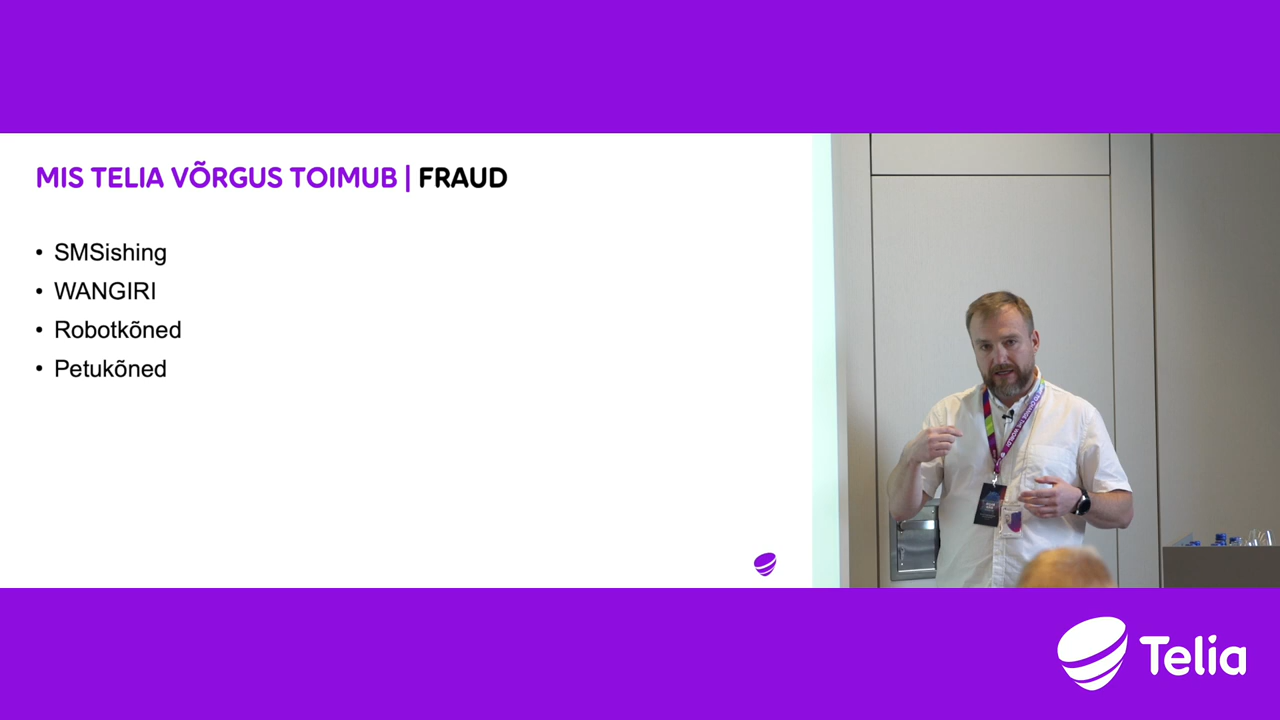 MIS TELIA VÕRGUS TOIMUB | FRAUD
• SMSishing
• WANGIRI
• Robotkõned
• Petukõned
Telia